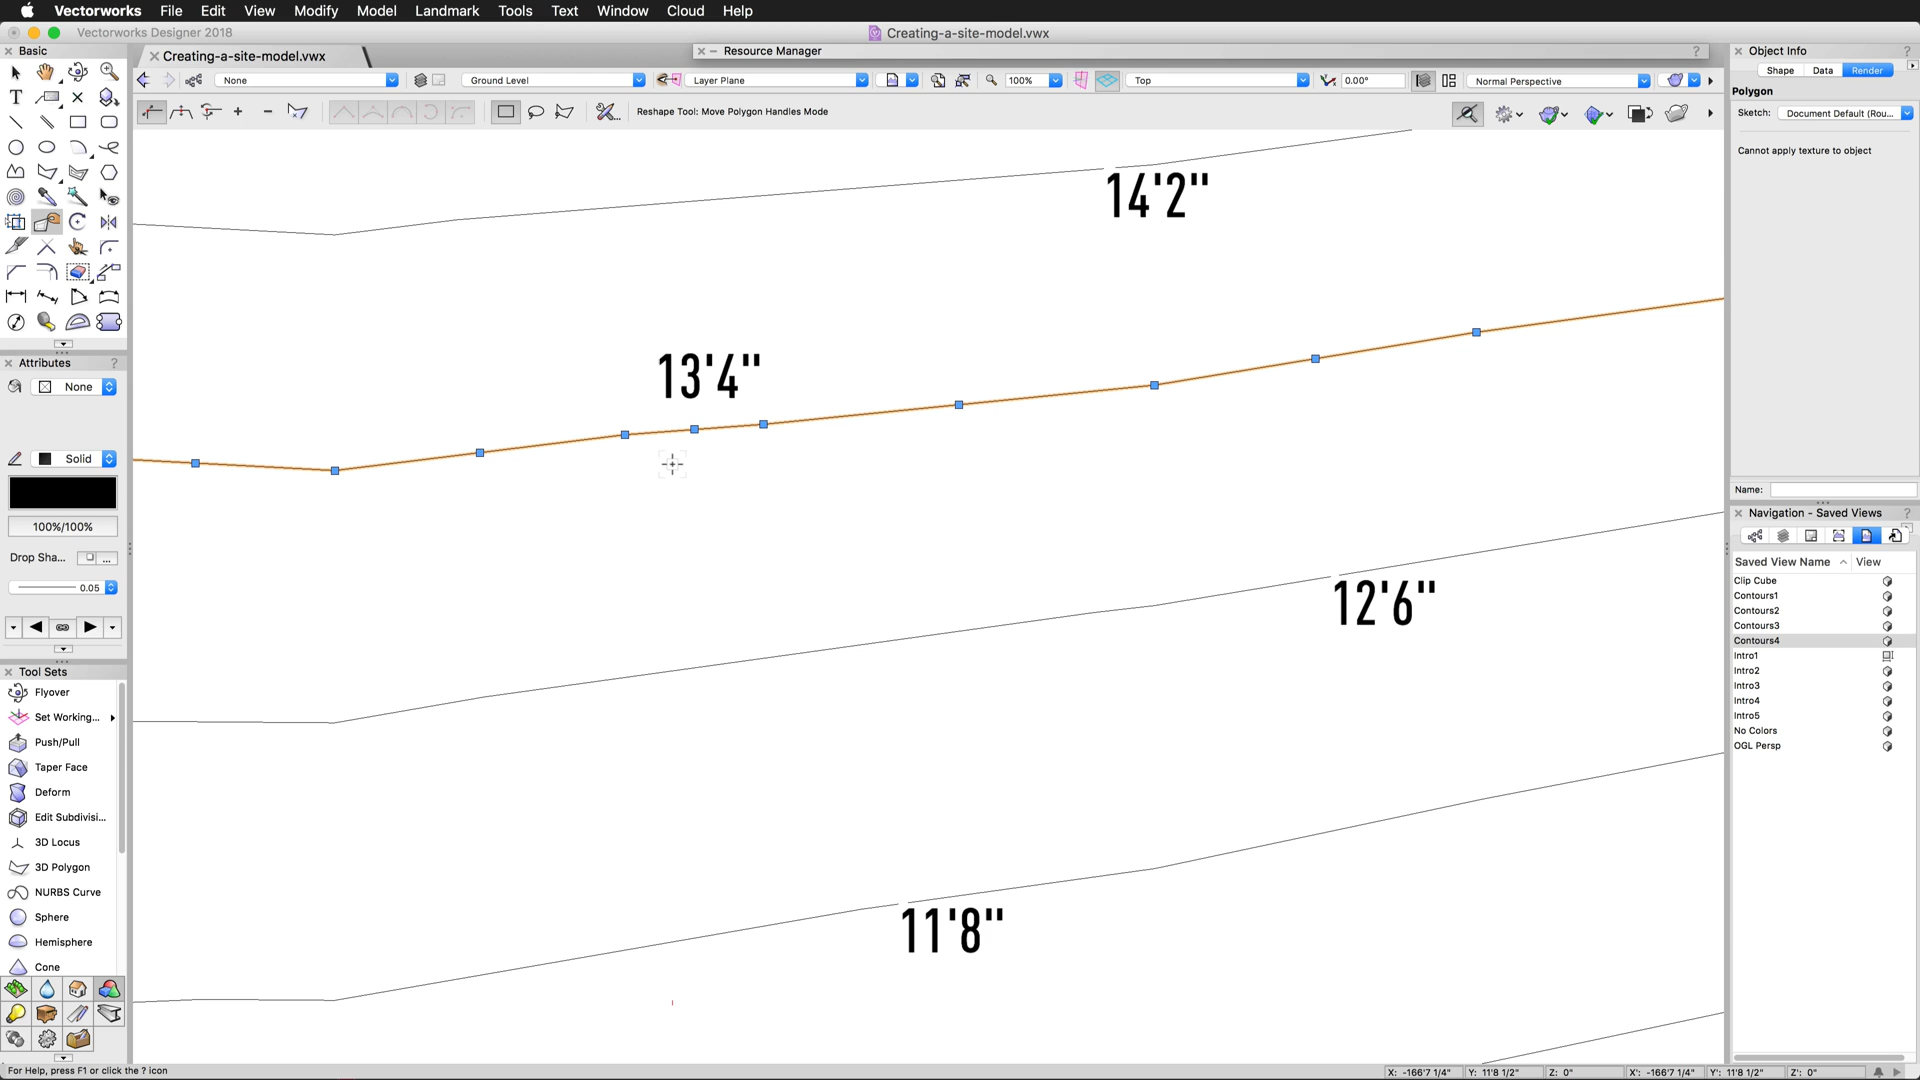 Vectorworks File Edit View Modify Model Landmark Tools Text Window Cloud Help
Vectorworks Designer 2018
Creating-a-site-model.vwx
Basic
Creating-a-site-model.vwx
Resource Manager
?
Object Info
?
None
Ground Level
Layer Plane
100%
Top
0.00°
Normal Perspective
Shape Data Render
Reshape Tool: Move Polygon Handles Mode
Polygon
Sketch: Document Default (Rou...
Cannot apply texture to object
14'2"
13'4"
12'6"
11'8"
Attributes ?
None
Solid
100%/100%
Drop Sha... ...
0.05
Tool Sets
Flyover
Set Working...
Push/Pull
Taper Face
Deform
Edit Subdivisi...
3D Locus
3D Polygon
NURBS Curve
Sphere
Hemisphere
Cone
Name:
Navigation - Saved Views ?
Saved View Name View
Clip Cube
Contours1
Contours2
Contours3
Contours4
Intro1
Intro2
Intro3
Intro4
Intro5
No Colors
OGL Persp
For Help, press F1 or click the ? icon
X: -166'7 1/4" Y: 11'8 1/2" Z: 0" X': -166'7 1/4" Y': 11'8 1/2" Z': 0"